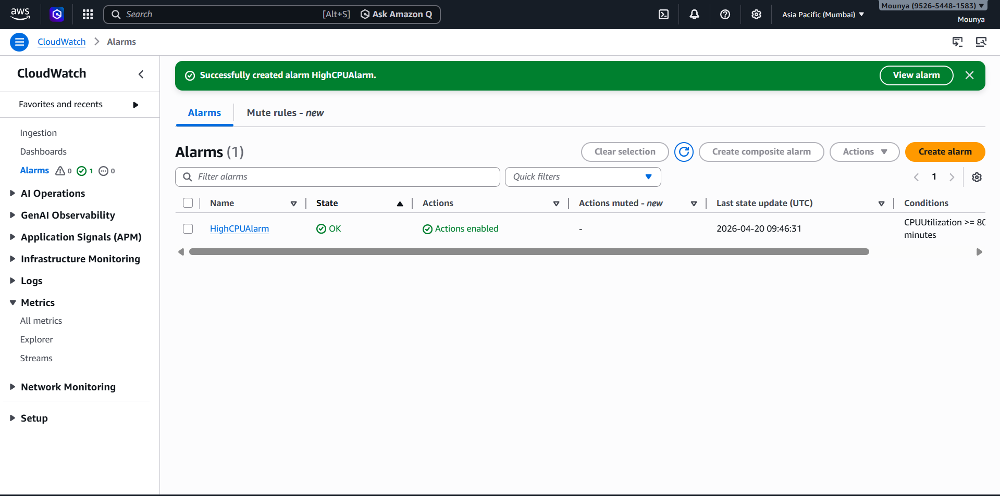 aws
Search
[Alt+S]
Ask Amazon Q
Asia Pacific (Mumbai)
Mounya (9526-5448-1583)
Mounya
CloudWatch
Alarms
CloudWatch
Favorites and recents
Ingestion
Dashboards
Alarms 0 1 0
AI Operations
GenAI Observability
Application Signals (APM)
Infrastructure Monitoring
Logs
Metrics
All metrics
Explorer
Streams
Network Monitoring
Setup
Successfully created alarm HighCPUAlarm.
View alarm
Alarms
Mute rules - new
Alarms (1)
Clear selection
Create composite alarm
Actions
Create alarm
Filter alarms
Quick filters
1
Name
State
Actions
Actions muted - new
Last state update (UTC)
Conditions
HighCPUAlarm
OK
Actions enabled
-
2026-04-20 09:46:31
CPUUtilization >= 80
minutes